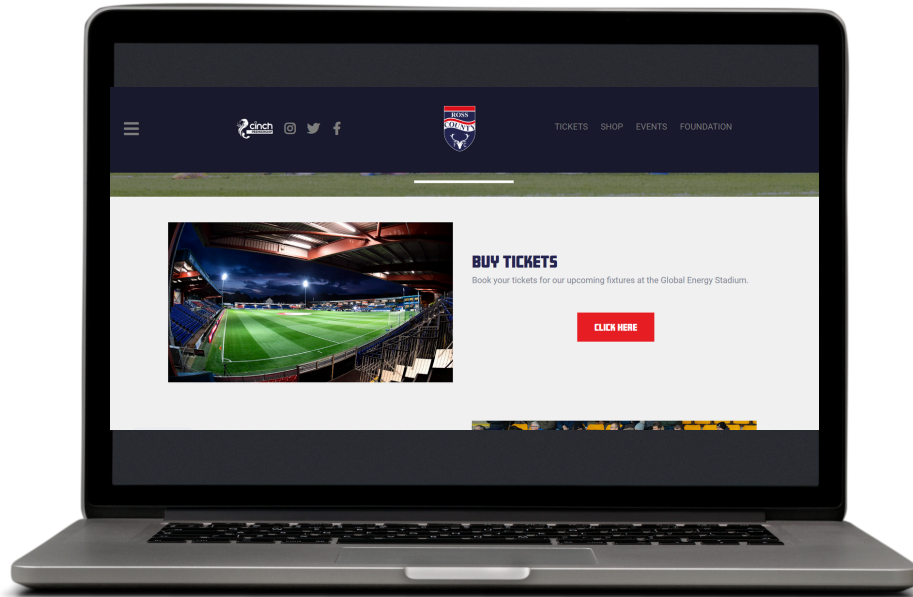 cinch
ROSS
COUNTY
TICKETS SHOP EVENTS FOUNDATION
BUY TICKETS
Book your tickets for our upcoming fixtures at the Global Energy Stadium.
CLICK HERE